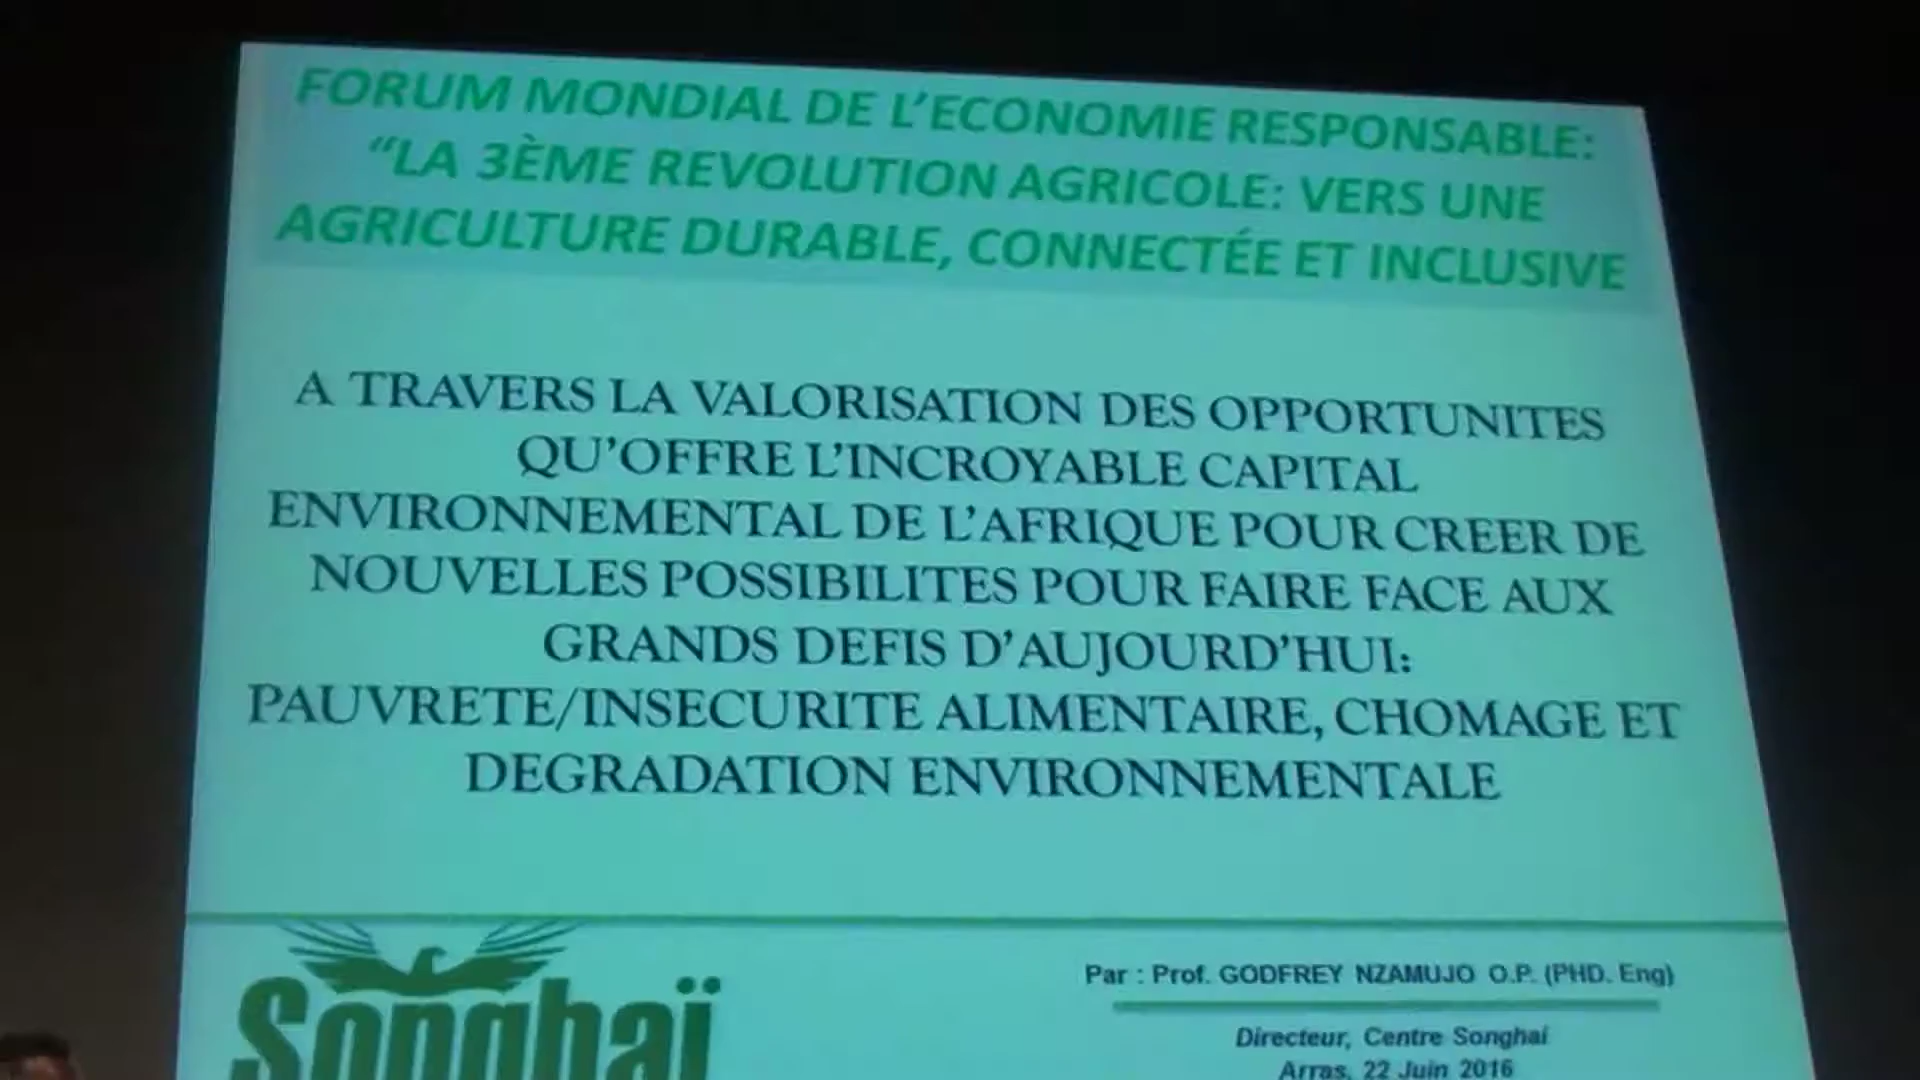 FORUM MONDIAL DE L'ECONOMIE RESPONSABLE:
“LA 3ÈME REVOLUTION AGRICOLE: VERS UNE
AGRICULTURE DURABLE, CONNECTÉE ET INCLUSIVE
A TRAVERS LA VALORISATION DES OPPORTUNITES
QU'OFFRE L'INCROYABLE CAPITAL
ENVIRONNEMENTAL DE L'AFRIQUE POUR CREER DE
NOUVELLES POSSIBILITES POUR FAIRE FACE AUX
GRANDS DEFIS D'AUJOURD'HUI:
PAUVRETE/INSECURITE ALIMENTAIRE, CHOMAGE ET
DEGRADATION ENVIRONNEMENTALE
Songhaï
Par : Prof. GODFREY NZAMUJO O.P. (PHD. Eng)
Directeur, Centre Songhaï
Arras, 22 Juin 2016